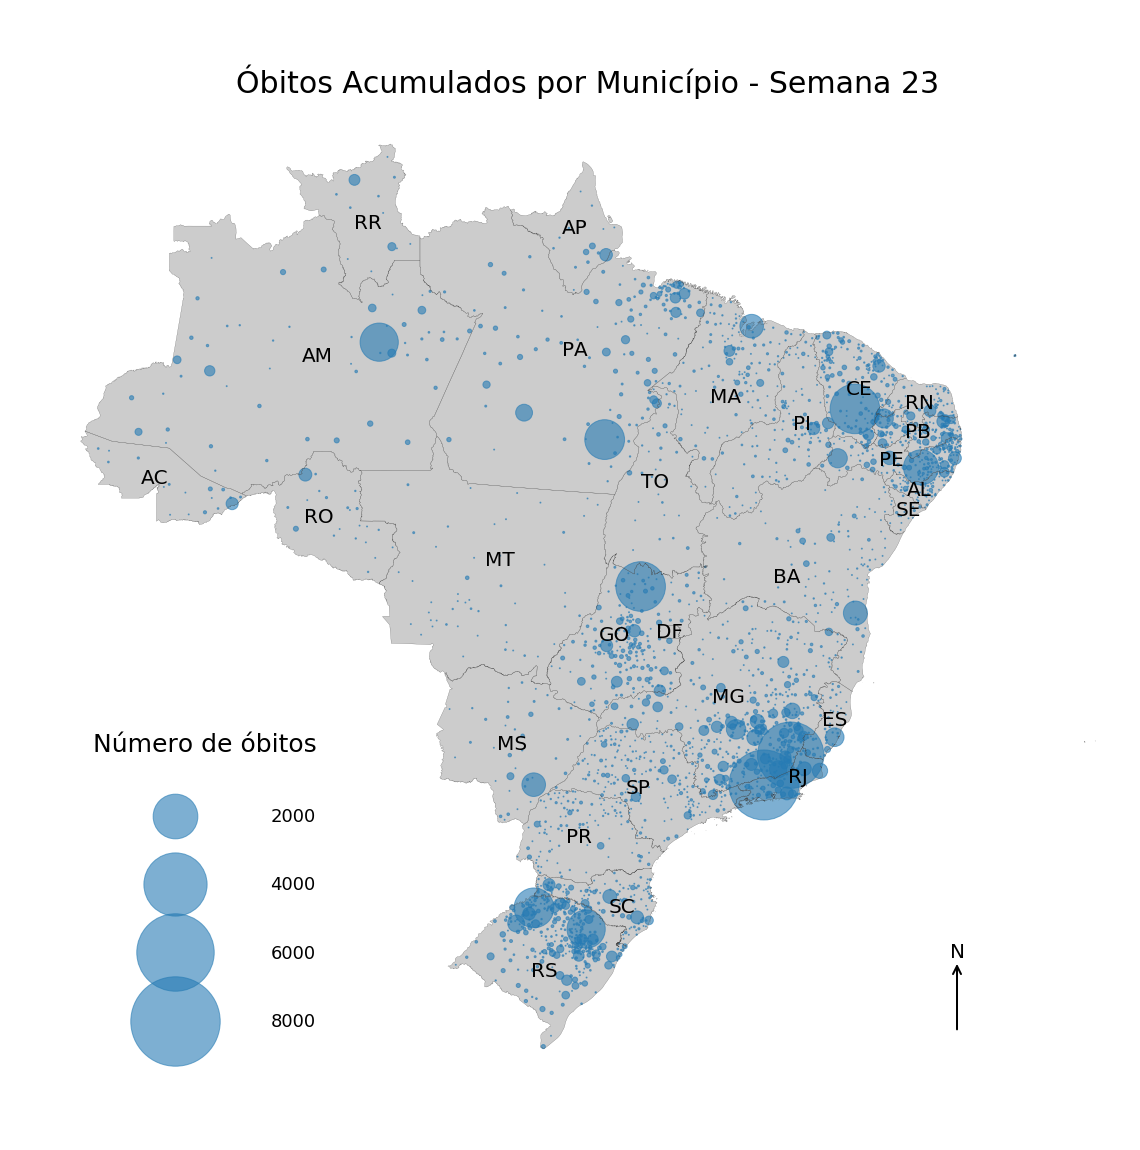 Óbitos Acumulados por Município - Semana 23
RR
AP
AM
PA
MA
CE
RN
PI
PB
PE
AC
TO
AL
SE
RO
MT
BA
GO
DF
MG
ES
MS
Número de óbitos
RJ
SP
2000
PR
4000
SC
6000
N
RS
8000